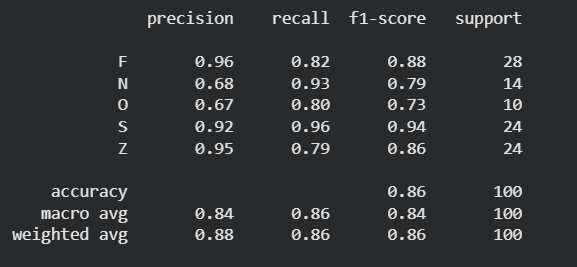 precision recall f1-score support
F 0.96 0.82 0.88 28
N 0.68 0.93 0.79 14
O 0.67 0.80 0.73 10
S 0.92 0.96 0.94 24
Z 0.95 0.79 0.86 24
accuracy 0.86 100
macro avg 0.84 0.86 0.84 100
weighted avg 0.88 0.86 0.86 100